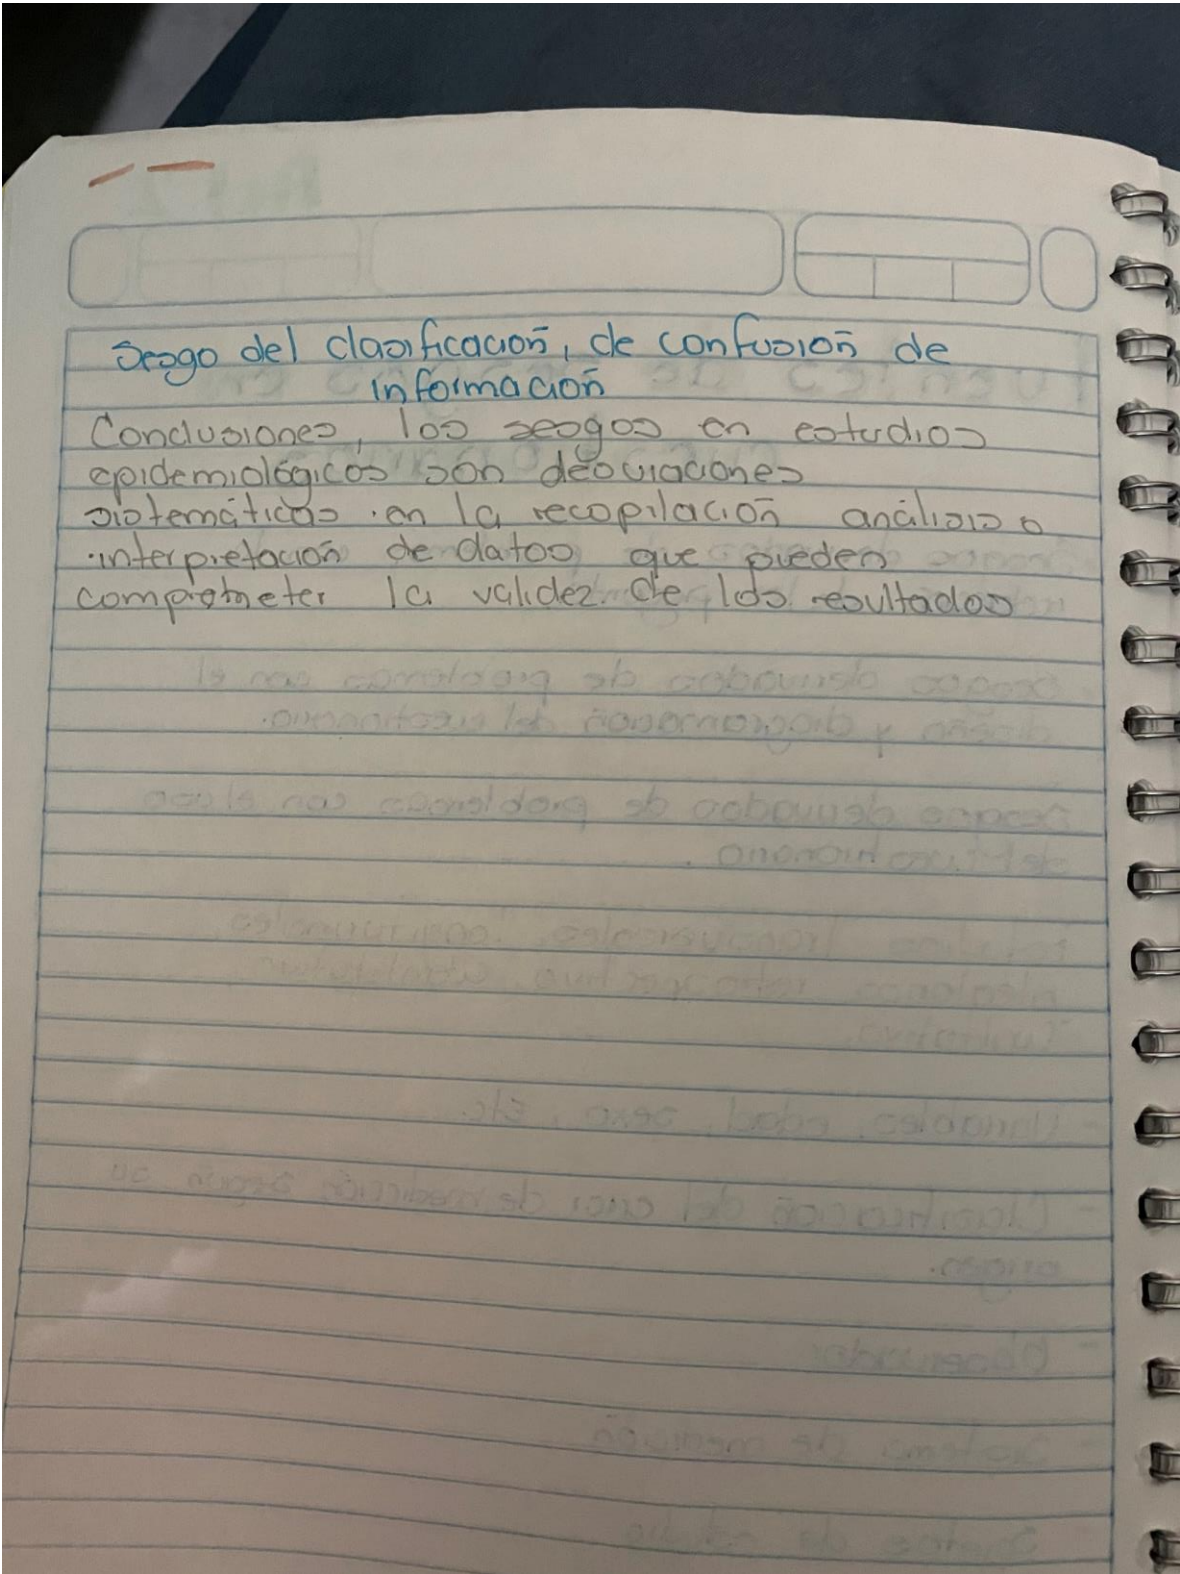 Sesgo del clasificación, de confusión de
información
Conclusiones, los sesgos en estudios
epidemiológicos son desviaciones
sistemáticas en la recopilación análisis o
interpretación de datos que pueden
comprometer la validez de los resultados